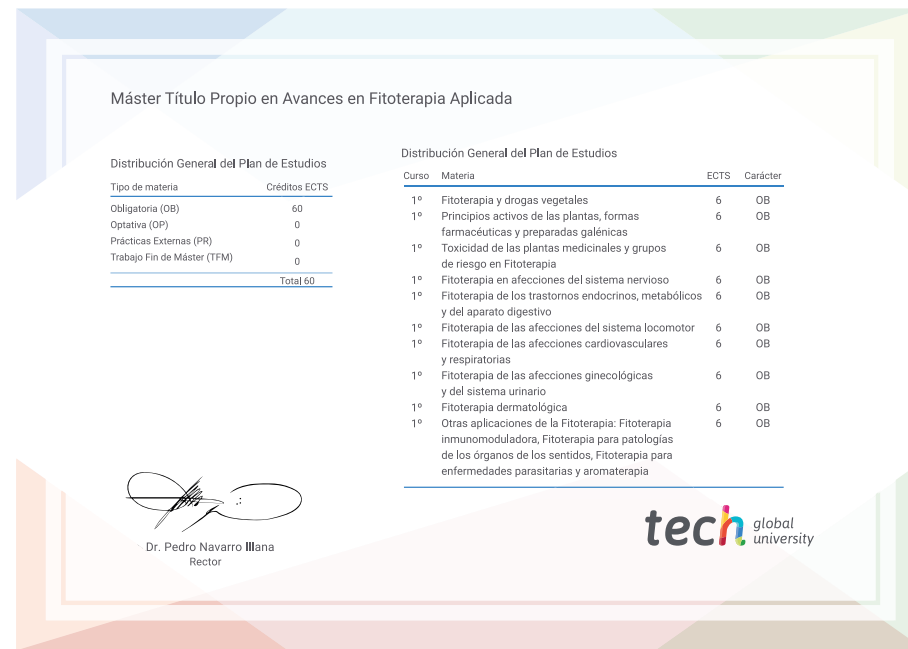 Máster Título Propio en Avances en Fitoterapia Aplicada
Distribución General del Plan de Estudios
Tipo de materia Créditos ECTS
Obligatoria (OB) 60
Optativa (OP) 0
Prácticas Externas (PR) 0
Trabajo Fin de Máster (TFM) 0
Total 60
Distribución General del Plan de Estudios
Curso Materia ECTS Carácter
1º Fitoterapia y drogas vegetales 6 OB
1º Principios activos de las plantas, formas 6 OB
farmacéuticas y preparadas galénicas
1º Toxicidad de las plantas medicinales y grupos 6 OB
de riesgo en Fitoterapia
1º Fitoterapia en afecciones del sistema nervioso 6 OB
1º Fitoterapia de los trastornos endocrinos, metabólicos 6 OB
y del aparato digestivo
1º Fitoterapia de las afecciones del sistema locomotor 6 OB
1º Fitoterapia de las afecciones cardiovasculares 6 OB
y respiratorias
1º Fitoterapia de las afecciones ginecológicas 6 OB
y del sistema urinario
1º Fitoterapia dermatológica 6 OB
1º Otras aplicaciones de la Fitoterapia: Fitoterapia 6 OB
inmunomoduladora, Fitoterapia para patologías
de los órganos de los sentidos, Fitoterapia para
enfermedades parasitarias y aromaterapia
Dr. Pedro Navarro Illana
Rector
tech global
university